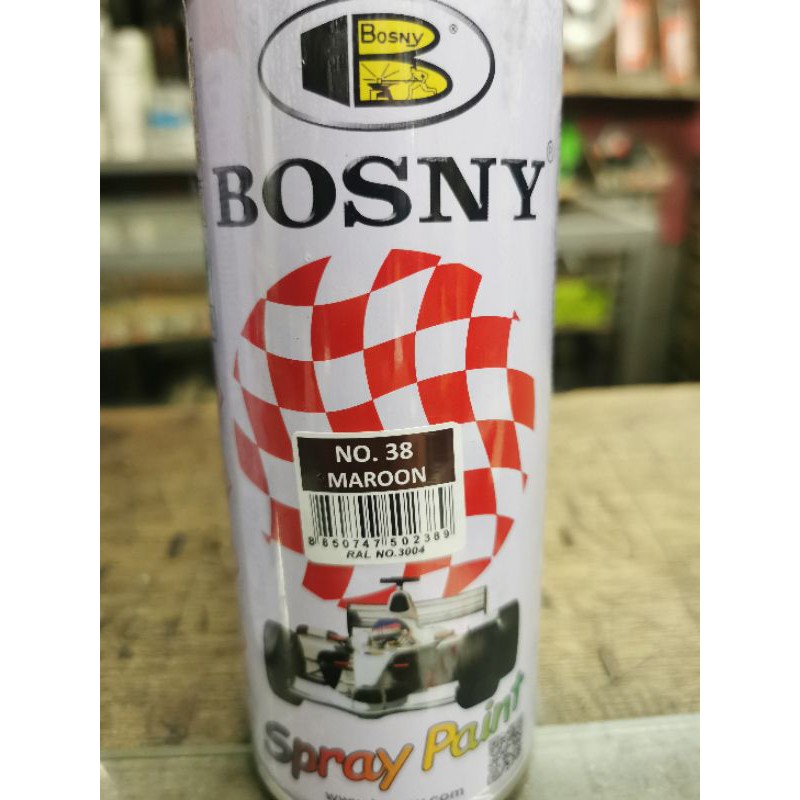 BOSNY
®
BOSNY
®
NO. 38
MAROON
8 850747 502389
RAL NO.3004
Spray Paint